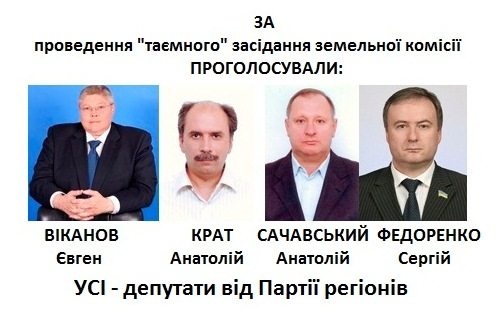 ЗА
проведення "таємного" засідання земельної комісії
ПРОГОЛОСУВАЛИ:
ВІКАНОВ КРАТ САЧАВСЬКИЙ ФЕДОРЕНКО
Євген Анатолій Анатолій Сергій
УСІ - депутати від Партії регіонів